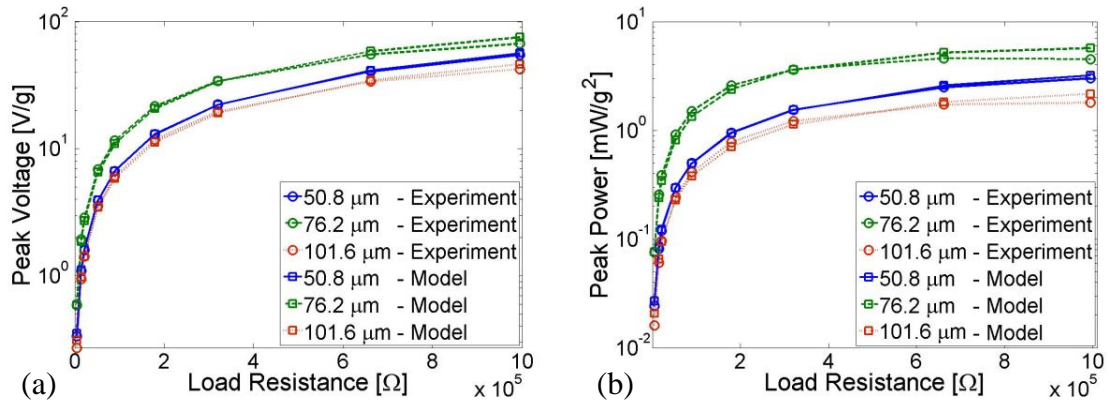 10^2
10^1
10^0
Peak Voltage [V/g]
50.8 μm - Experiment
76.2 μm - Experiment
101.6 μm - Experiment
50.8 μm - Model
76.2 μm - Model
101.6 μm - Model
0 2 4 6 8 10
Load Resistance [Ω]
x 10^5
(a)
10^1
10^0
10^-1
10^-2
Peak Power [mW/g^2]
50.8 μm - Experiment
76.2 μm - Experiment
101.6 μm - Experiment
50.8 μm - Model
76.2 μm - Model
101.6 μm - Model
2 4 6 8 10
Load Resistance [Ω]
x 10^5
(b)